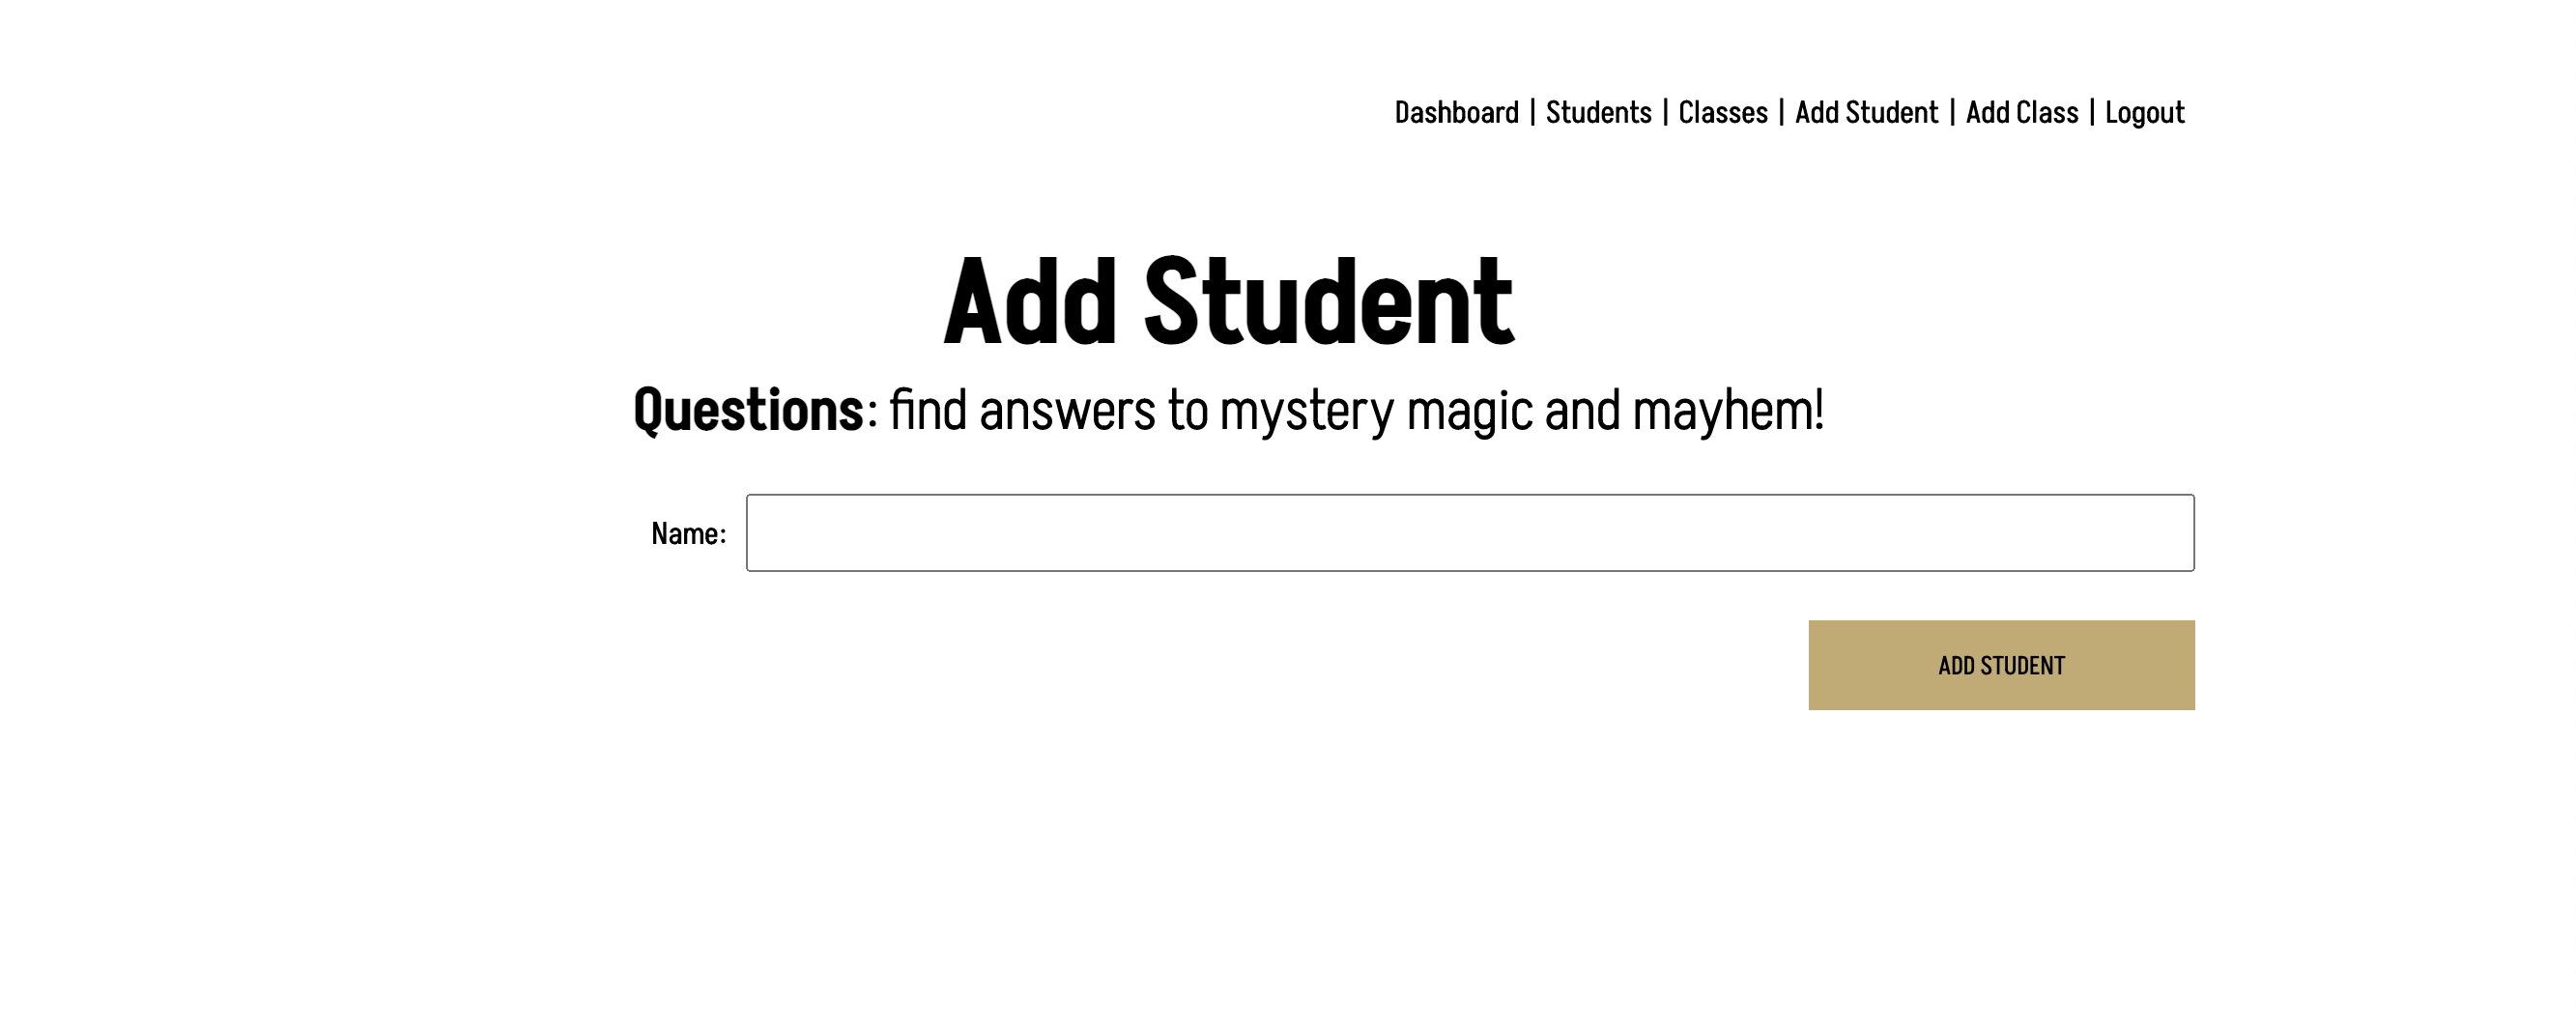 Dashboard | Students | Classes | Add Student | Add Class | Logout
Add Student
Questions: find answers to mystery magic and mayhem!
Name:
ADD STUDENT